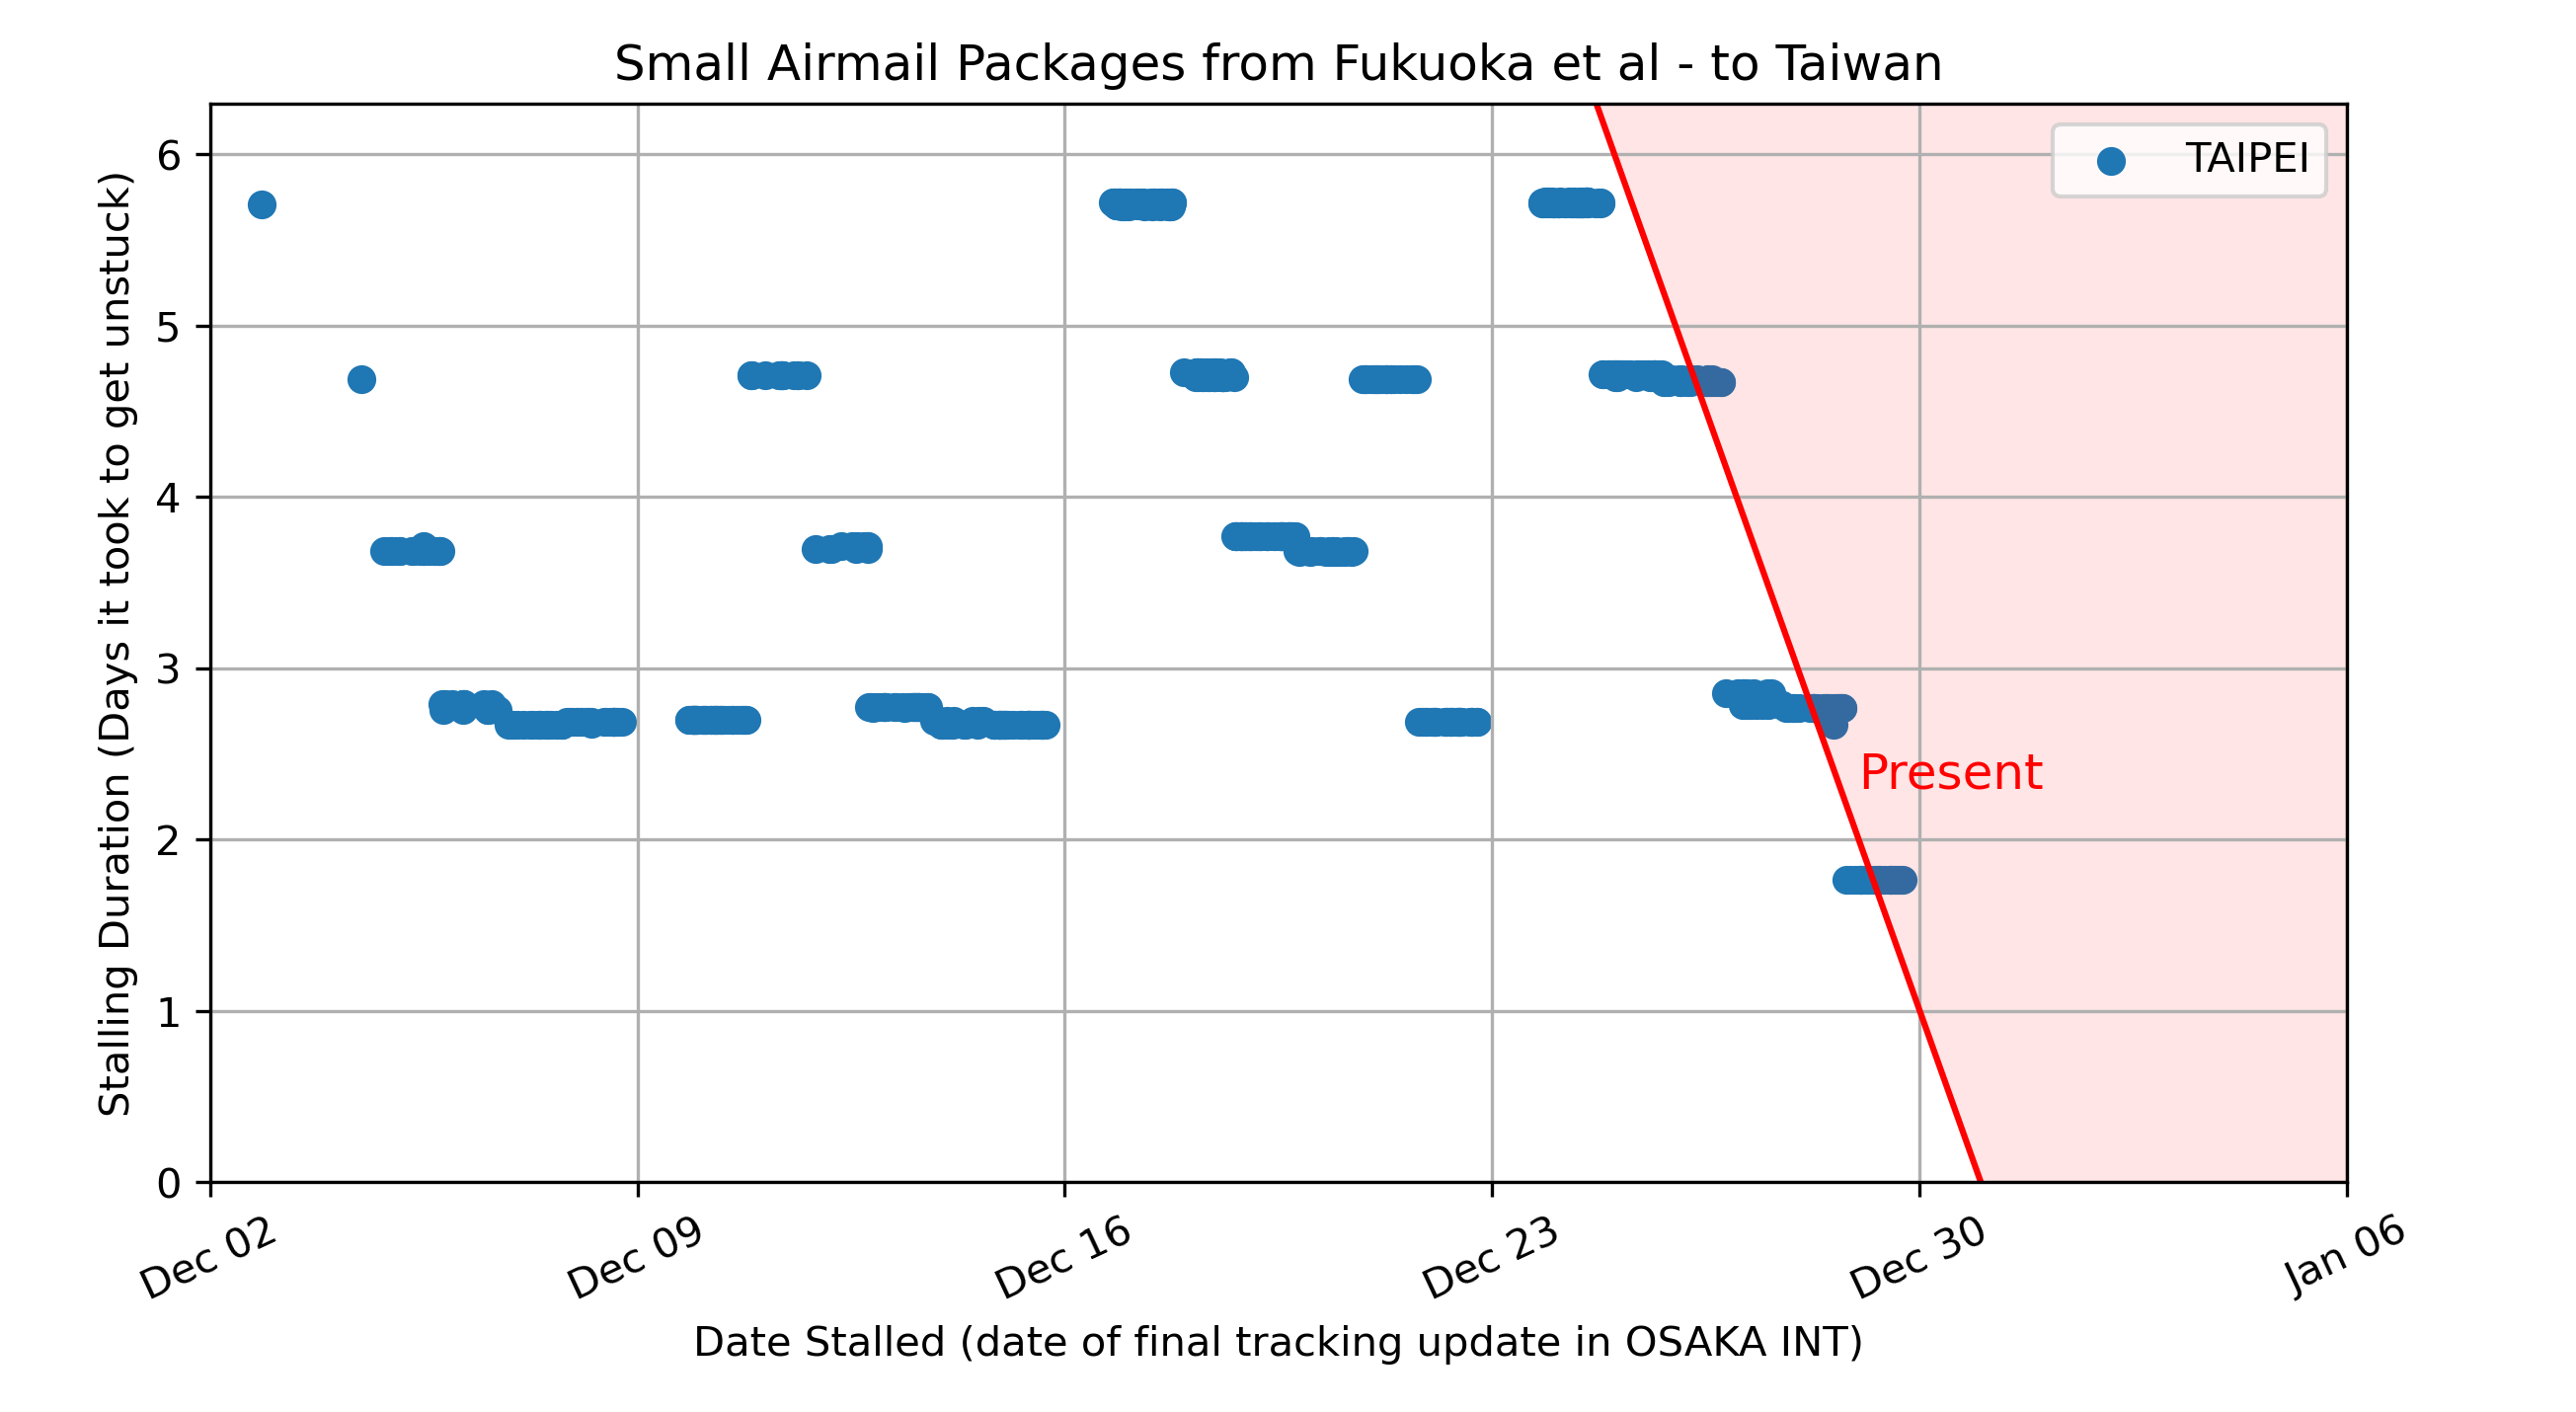 Small Airmail Packages from Fukuoka et al - to Taiwan
TAIPEI
Stalling Duration (Days it took to get unstuck)
6
5
4
3
2
1
0
Present
Dec 02
Dec 09
Dec 16
Dec 23
Dec 30
Jan 06
Date Stalled (date of final tracking update in OSAKA INT)